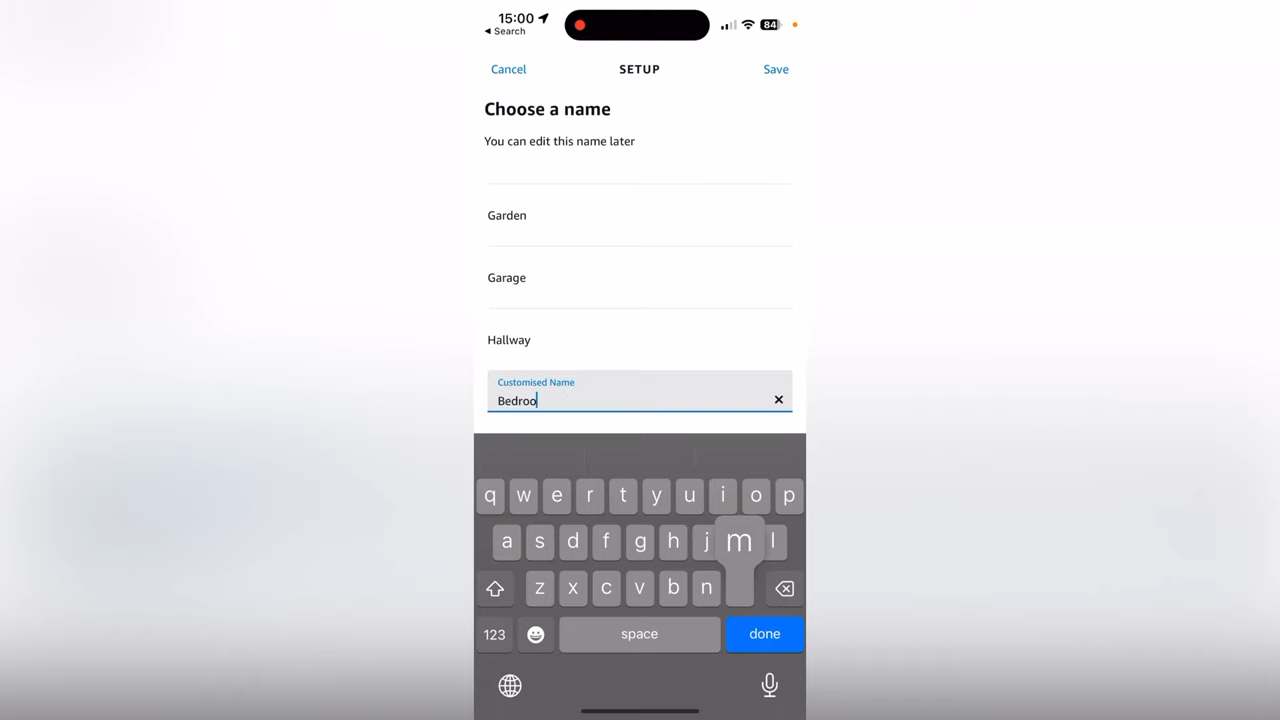 15:00
◀ Search
84
Cancel
SETUP
Save
Choose a name
You can edit this name later
Garden
Garage
Hallway
Customised Name
Bedroo
q w e r t y u i o p
a s d f g h j m l
z x c v b n
123
space
done